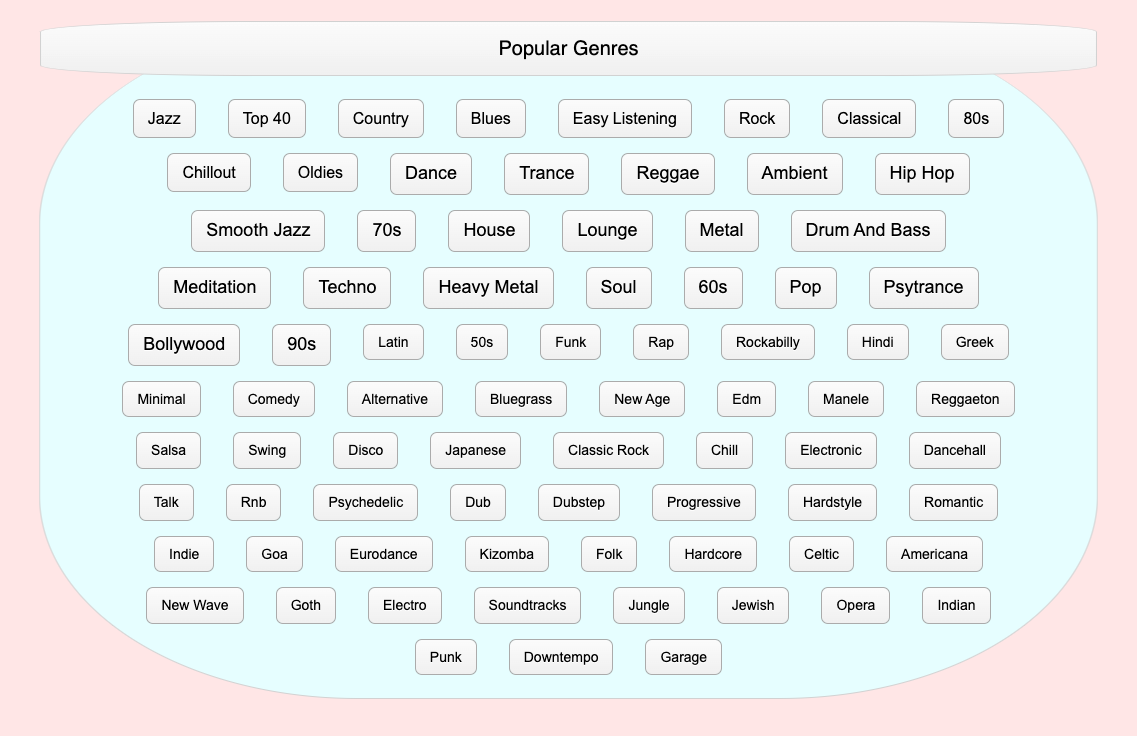 Popular Genres
Jazz Top 40 Country Blues Easy Listening Rock Classical 80s
Chillout Oldies Dance Trance Reggae Ambient Hip Hop
Smooth Jazz 70s House Lounge Metal Drum And Bass
Meditation Techno Heavy Metal Soul 60s Pop Psytrance
Bollywood 90s Latin 50s Funk Rap Rockabilly Hindi Greek
Minimal Comedy Alternative Bluegrass New Age Edm Manele Reggaeton
Salsa Swing Disco Japanese Classic Rock Chill Electronic Dancehall
Talk Rnb Psychedelic Dub Dubstep Progressive Hardstyle Romantic
Indie Goa Eurodance Kizomba Folk Hardcore Celtic Americana
New Wave Goth Electro Soundtracks Jungle Jewish Opera Indian
Punk Downtempo Garage